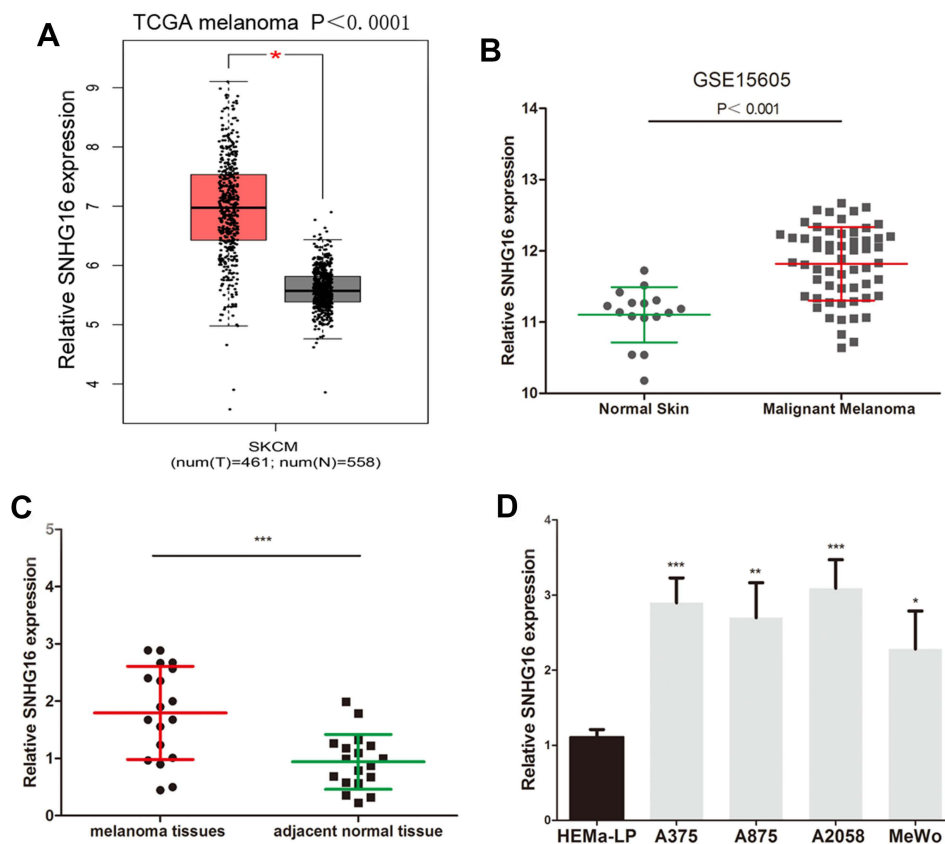 A
TCGA melanoma P<0.0001
*
Relative SNHG16 expression
9
8
7
6
5
4
SKCM
(num(T)=461; num(N)=558)
B
GSE15605
P< 0.001
Relative SNHG16 expression
14
13
12
11
10
Normal Skin
Malignant Melanoma
C
***
Relative SNHG16 expression
5
4
3
2
1
0
melanoma tissues
adjacent normal tissue
D
Relative SNHG16 expression
4
3
2
1
0
***
**
***
*
HEMa-LP
A375
A875
A2058
MeWo